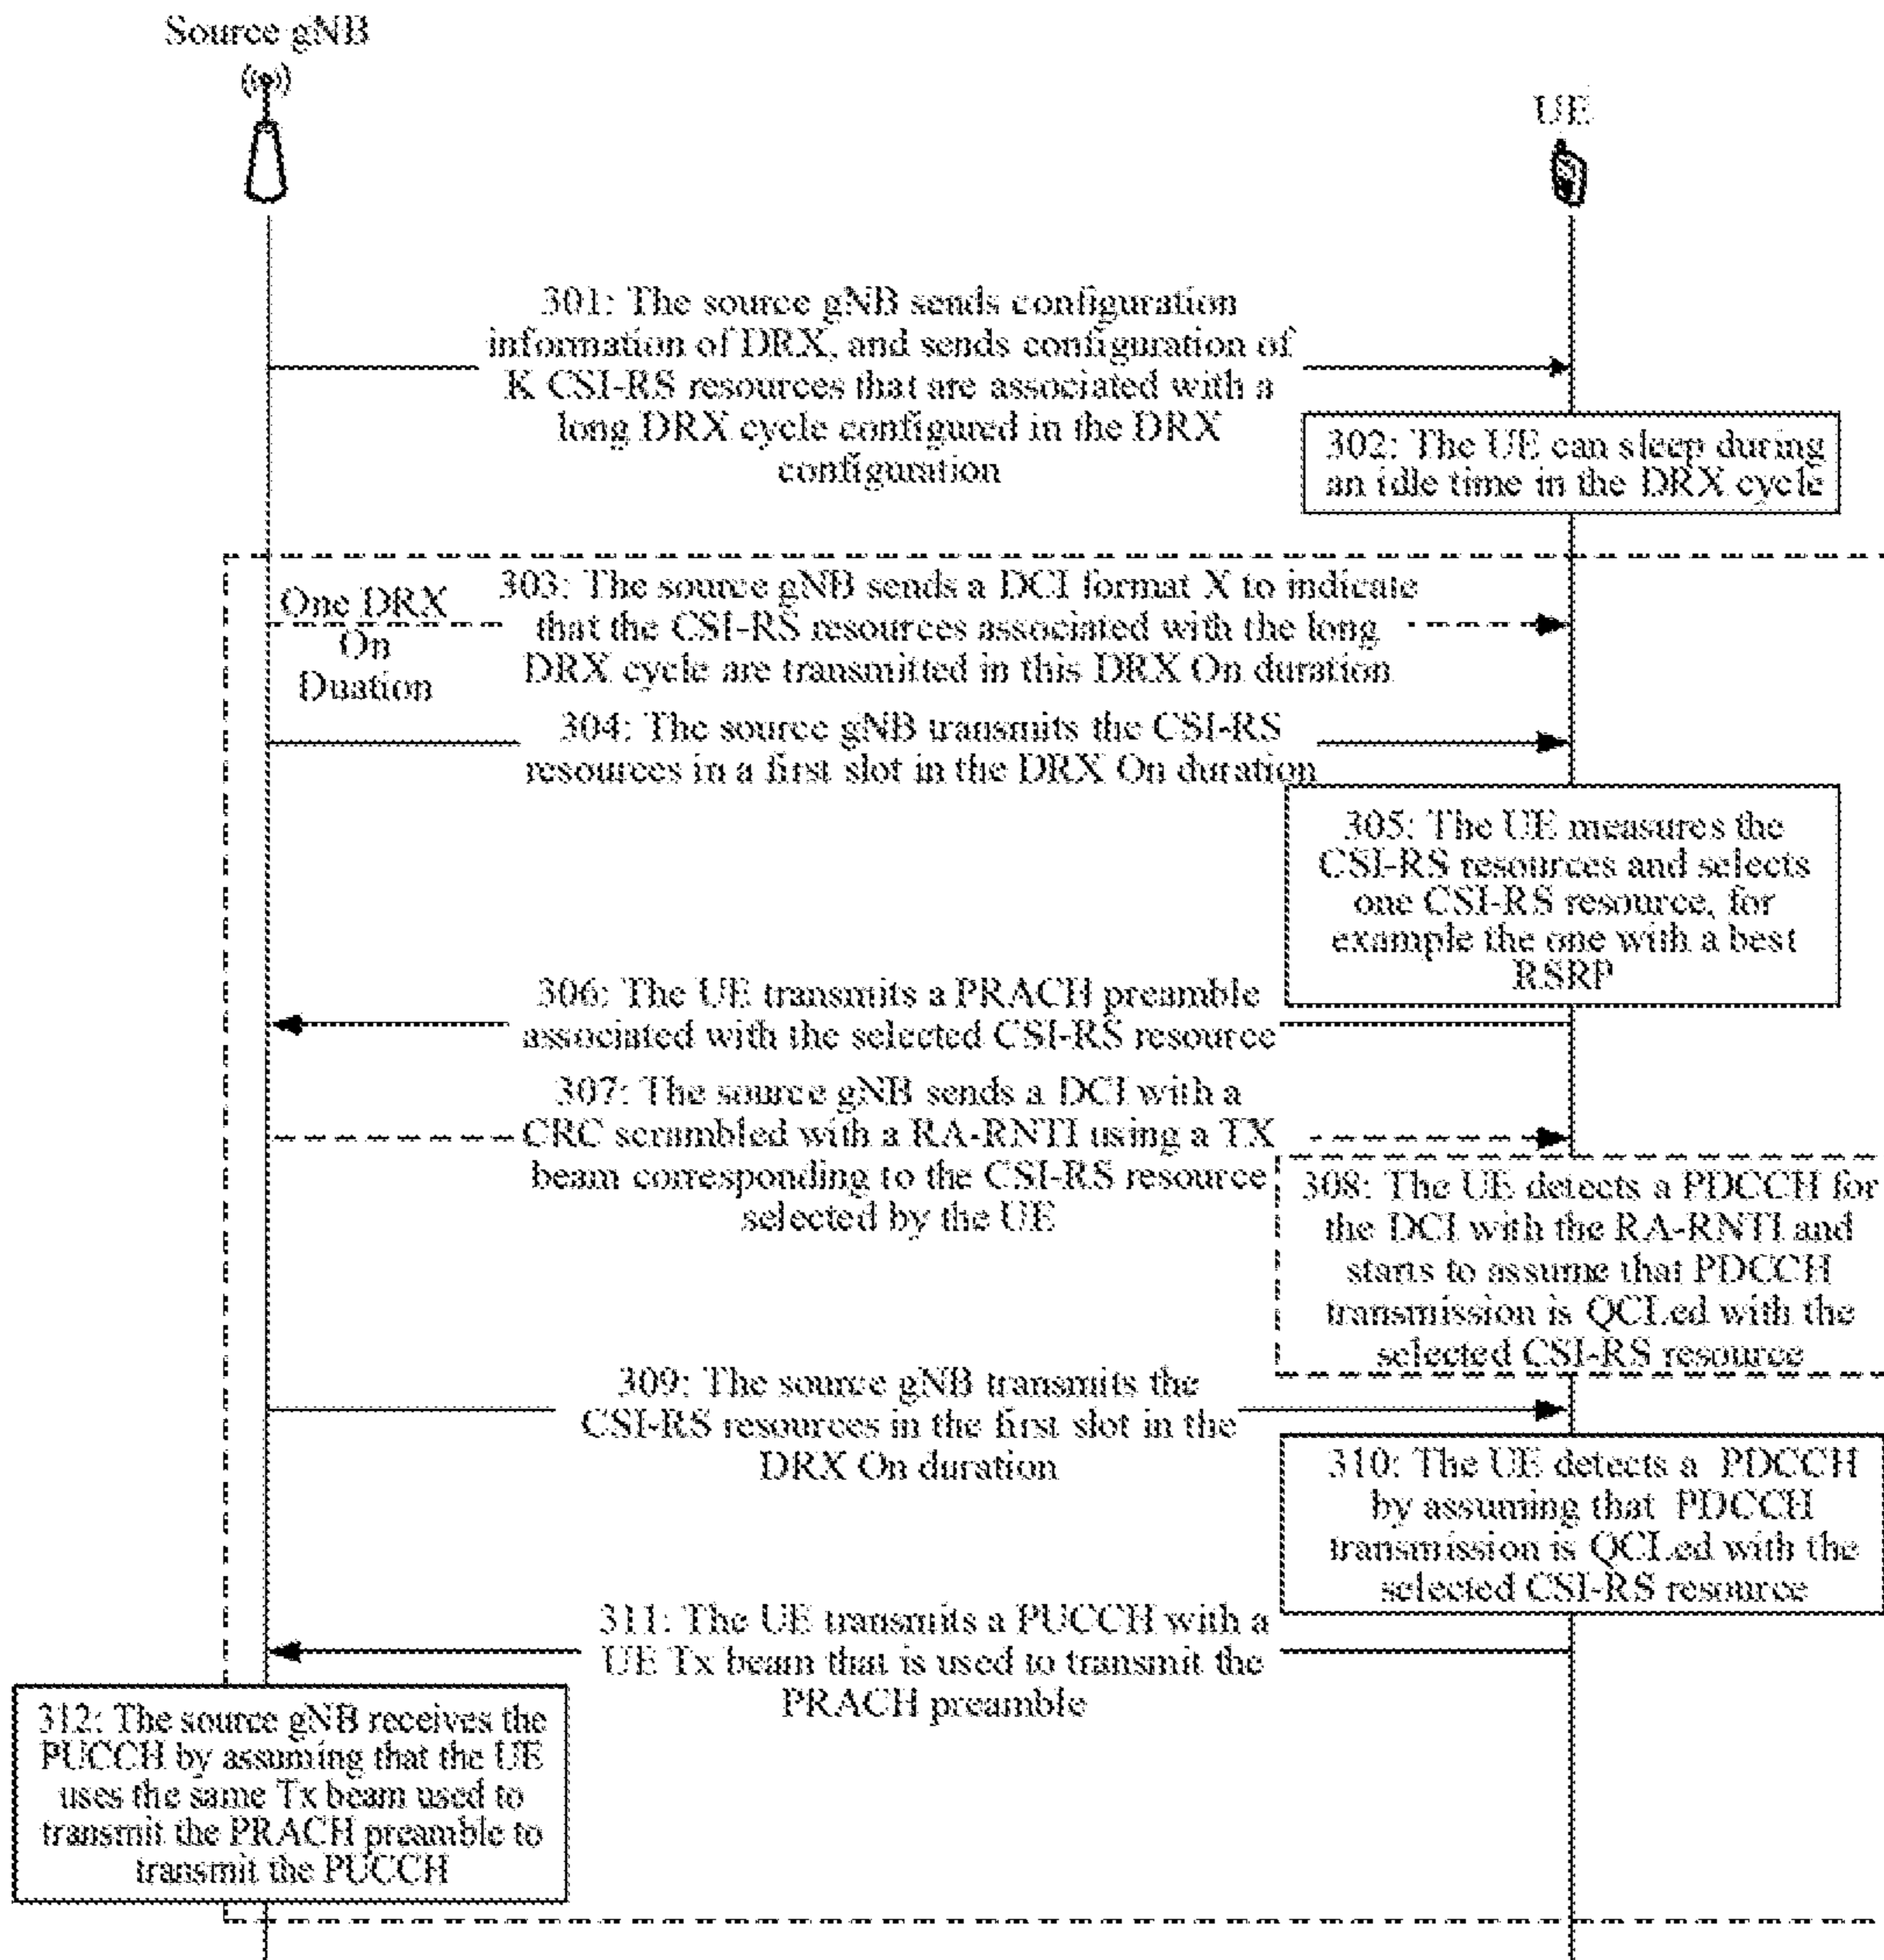 Source gNB
UE
301: The source gNB sends configuration
information of DRX, and sends configuration of
K CSI-RS resources that are associated with a
long DRX cycle configured in the DRX
configuration
302: The UE can sleep during
an idle time in the DRX cycle
One DRX
On
Duation
303: The source gNB sends a DCI format X to indicate
that the CSI-RS resources associated with the long
DRX cycle are transmitted in this DRX On duration
304: The source gNB transmits the CSI-RS
resources in a first slot in the DRX On duration
305: The UE measures the
CSI-RS resources and selects
one CSI-RS resource, for
example the one with a best
RSRP
306: The UE transmits a PRACH preamble
associated with the selected CSI-RS resource
307: The source gNB sends a DCI with a
CRC scrambled with a RA-RNTI using a TX
beam corresponding to the CSI-RS resource
selected by the UE
308: The UE detects a PDCCH for
the DCI with the RA-RNTI and
starts to assume that PDCCH
transmission is QCLed with the
selected CSI-RS resource
309: The source gNB transmits the
CSI-RS resources in the first slot in the
DRX On duration
310: The UE detects a PDCCH
by assuming that PDCCH
transmission is QCLed with the
selected CSI-RS resource
311: The UE transmits a PUCCH with a
UE Tx beam that is used to transmit the
PRACH preamble
312: The source gNB receives the
PUCCH by assuming that the UE
uses the same Tx beam used to
transmit the PRACH preamble to
transmit the PUCCH